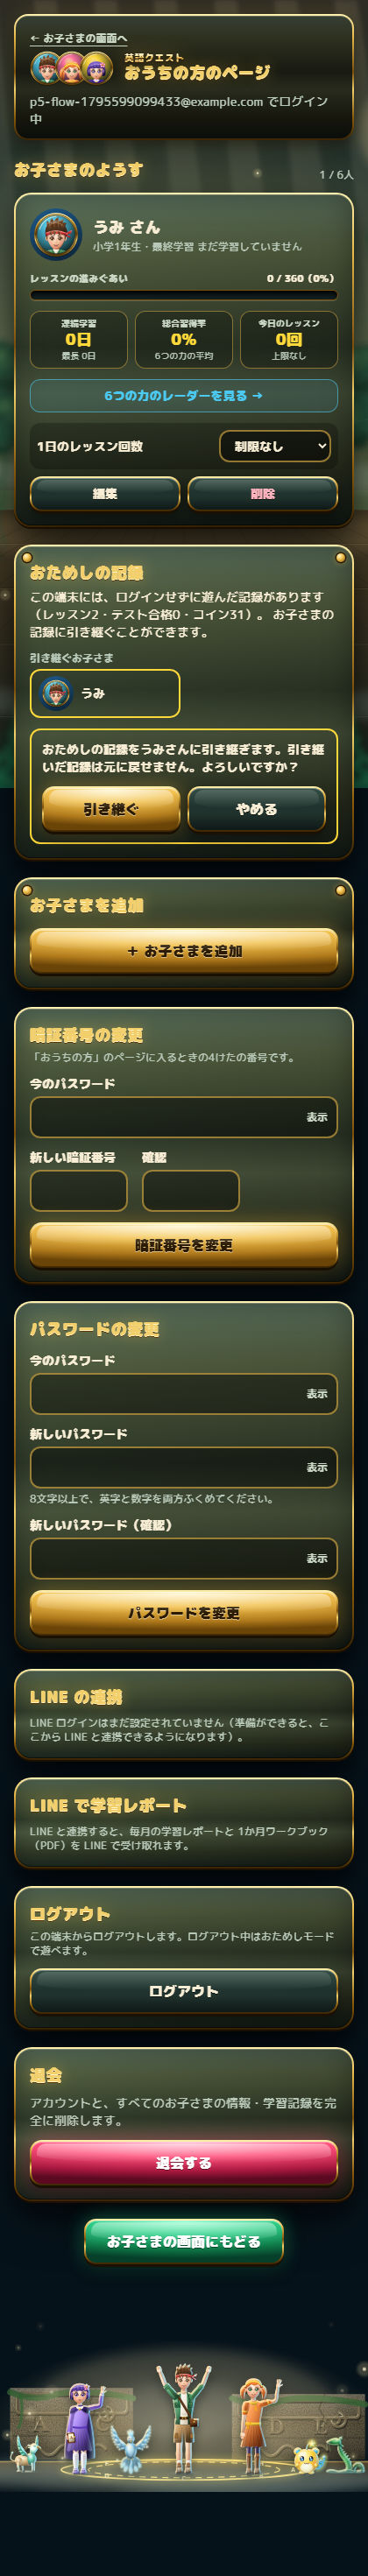 ← お子さまの画面へ
英語クエスト
おうちの方のページ
p5-flow-1795599099433@example.com でログイン
中
お子さまのようす
1 / 6人
うみ さん
小学1年生・最終学習 まだ学習していません
レッスンの進みぐあい
0 / 360（0%）
連続学習
0日
最長 0日
総合習得率
0%
6つの力の平均
今日のレッスン
0回
上限なし
6つの力のレーダーを見る →
1日のレッスン回数
制限なし
編集
削除
おためしの記録
この端末には、ログインせずに遊んだ記録があります
（レッスン2・テスト合格0・コイン31）。 お子さまの
記録に引き継ぐことができます。
引き継ぐお子さま
うみ
おためしの記録をうみさんに引き継ぎます。引き継
いだ記録は元に戻せません。よろしいですか？
引き継ぐ
やめる
お子さまを追加
＋ お子さまを追加
暗証番号の変更
「おうちの方」のページに入るときの4けたの番号です。
今のパスワード
表示
新しい暗証番号
確認
暗証番号を変更
パスワードの変更
今のパスワード
表示
新しいパスワード
表示
8文字以上で、英字と数字を両方ふくめてください。
新しいパスワード（確認）
表示
パスワードを変更
LINE の連携
LINE ログインはまだ設定されていません（準備ができると、こ
こから LINE と連携できるようになります）。
LINE で学習レポート
LINE と連携すると、毎月の学習レポートと 1か月ワークブック
（PDF）を LINE で受け取れます。
ログアウト
この端末からログアウトします。ログアウト中はおためしモード
で遊べます。
ログアウト
退会
アカウントと、すべてのお子さまの情報・学習記録を完
全に削除します。
退会する
お子さまの画面にもどる